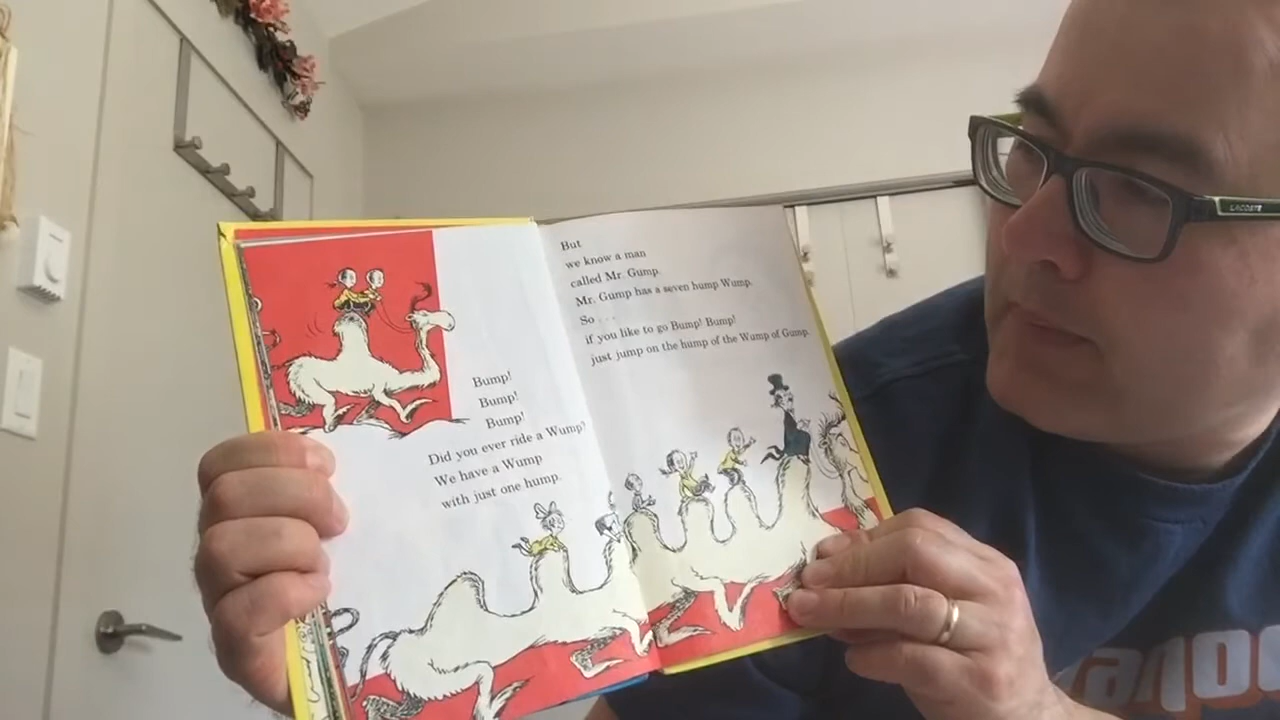 Bump!
Bump!
Bump!
Did you ever ride a Wump?
We have a Wump
with just one hump.
But
we know a man
called Mr. Gump.
Mr. Gump has a seven hump Wump.
So . . .
if you like to go Bump! Bump!
just jump on the hump of the Wump of Gump.
LACOSTE